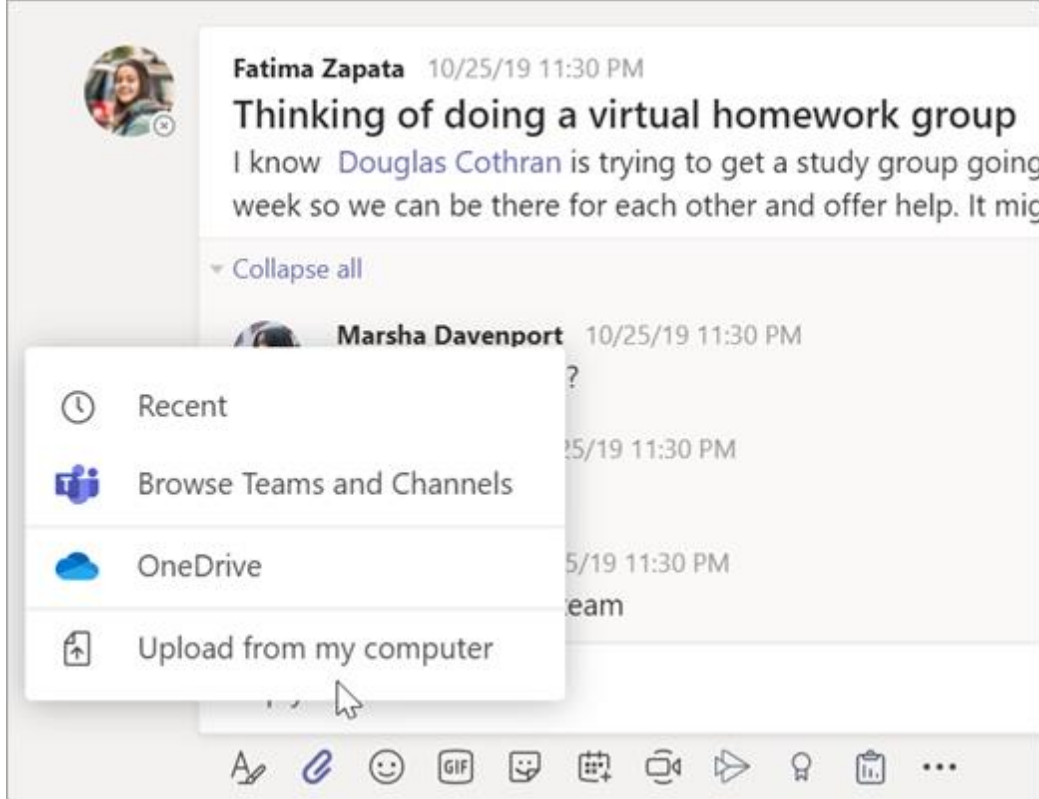 Fatima Zapata 10/25/19 11:30 PM
Thinking of doing a virtual homework group
I know Douglas Cothran is trying to get a study group going
week so we can be there for each other and offer help. It mig
Collapse all
Marsha Davenport 10/25/19 11:30 PM
?
25/19 11:30 PM
5/19 11:30 PM
team
Recent
Browse Teams and Channels
OneDrive
Upload from my computer
GIF